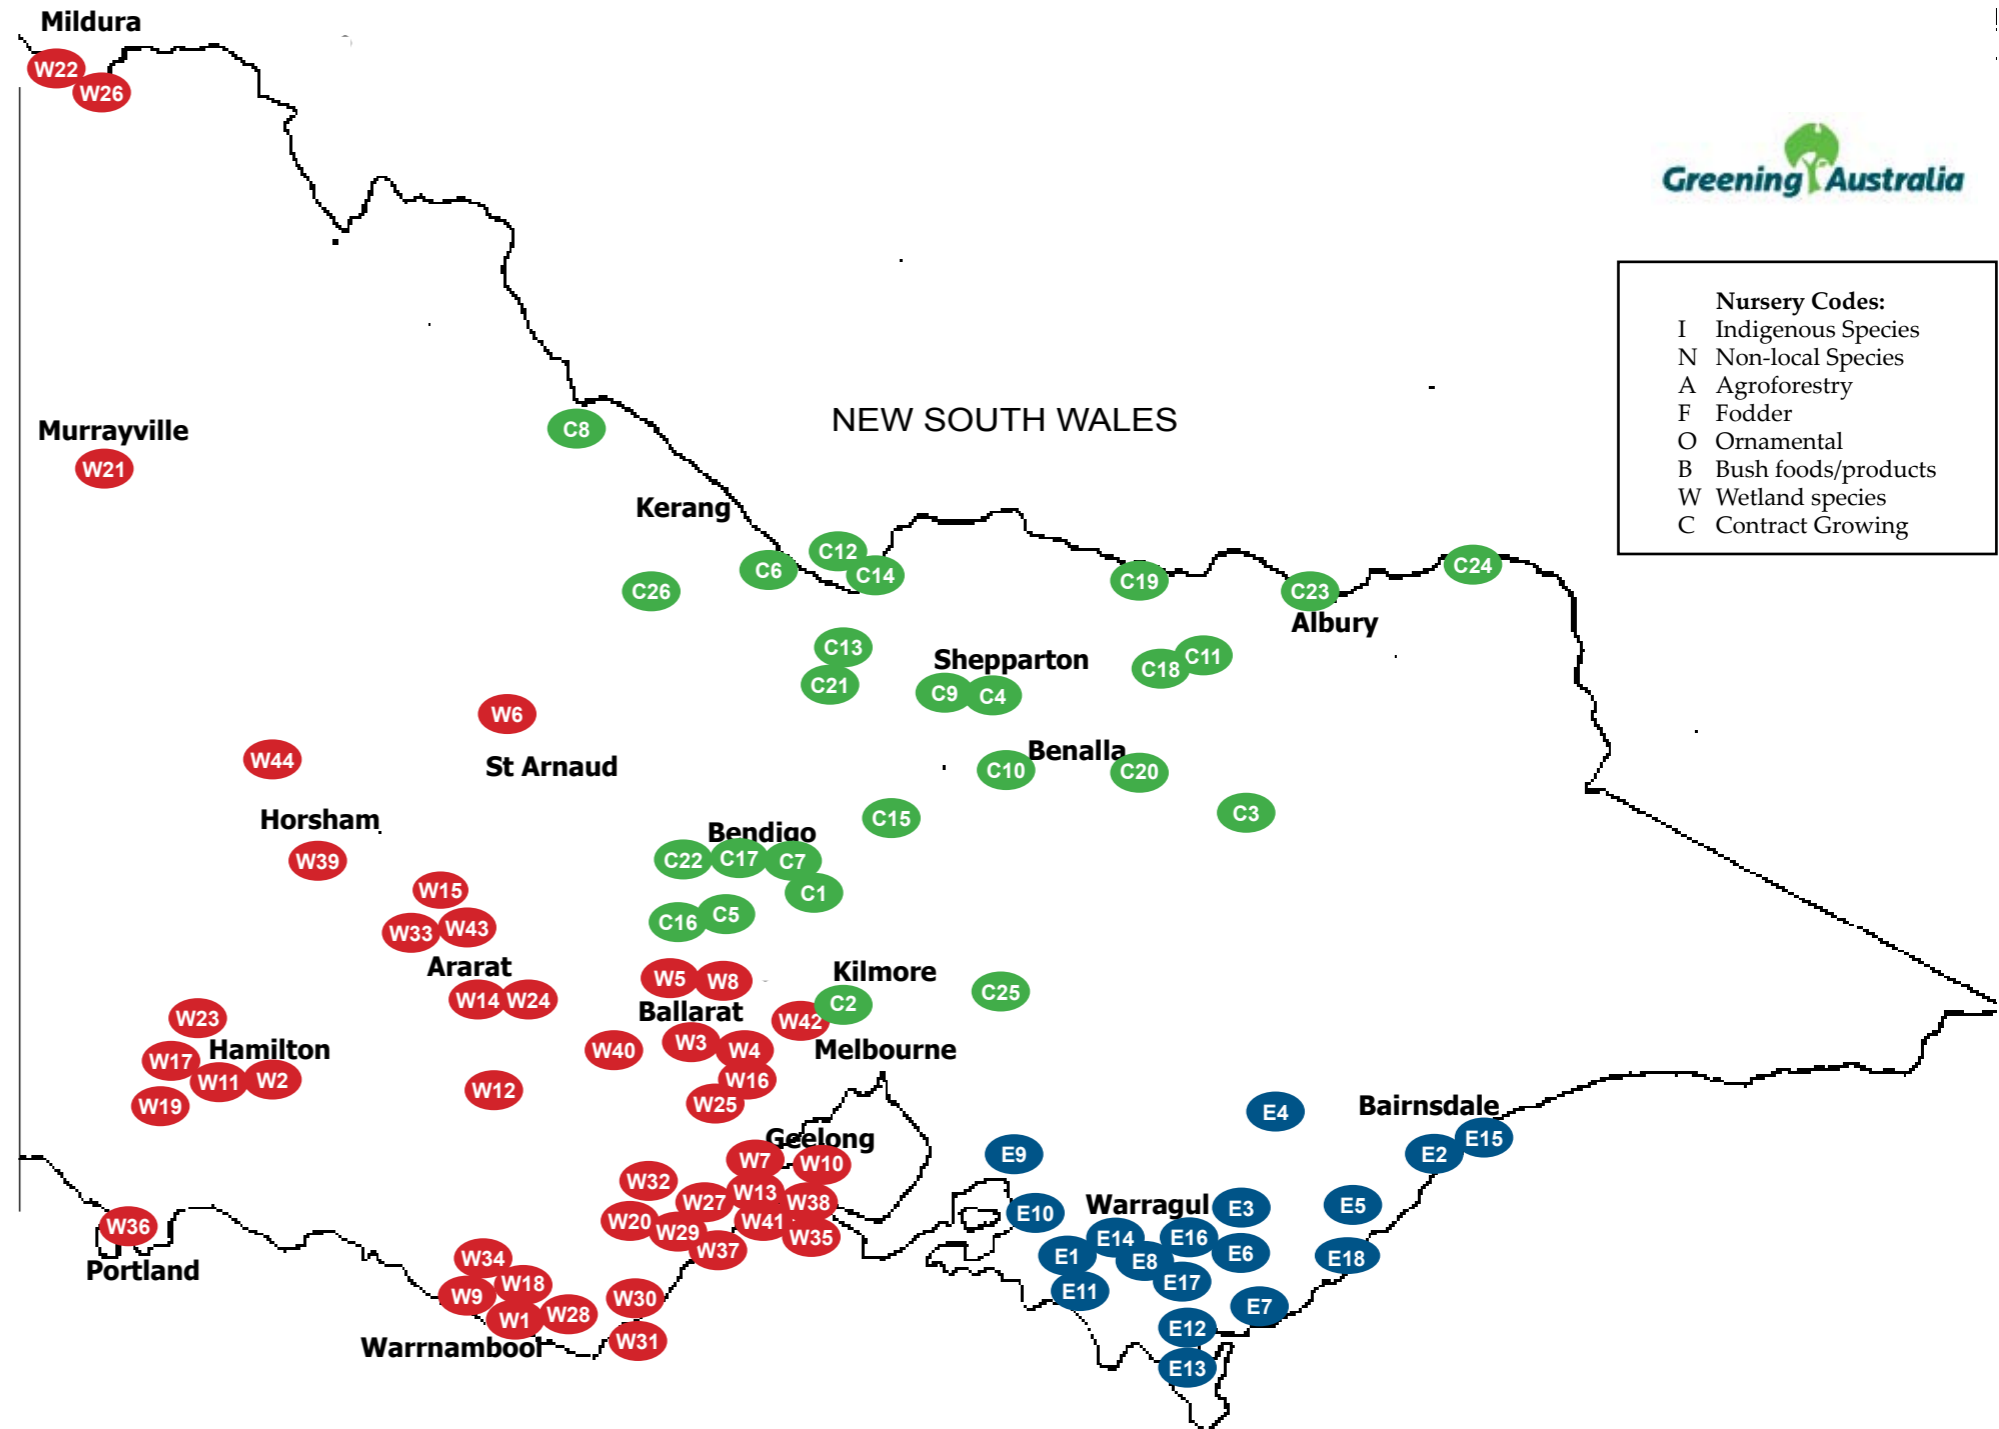 Mildura
W22
W26
Greening Australia
Nursery Codes:
I Indigenous Species
N Non-local Species
A Agroforestry
F Fodder
O Ornamental
B Bush foods/products
W Wetland species
C Contract Growing
NEW SOUTH WALES
C8
Murrayville
W21
Kerang
C12
C6
C14
C26
C19
C23
C24
Albury
C13
C21
Shepparton
C9
C4
C18
C11
W6
St Arnaud
W44
Benalla
C10
C20
C3
C15
Horsham
W39
Bendigo
C22
C17
C7
C1
C16
C5
W15
W33
W43
Ararat
W14
W24
W5
W8
Ballarat
Kilmore
C2
C25
W42
W3
W4
W40
Melbourne
W16
W25
W23
Hamilton
W17
W11
W2
W19
W12
E4
Bairnsdale
E15
E2
Geelong
W7
W10
W32
W27
W13
W38
W20
W29
W41
W35
W37
E9
E10
Warragul
E3
E5
E14
E16
E1
E8
E6
E18
E17
E11
E7
E12
E13
W36
Portland
W34
W18
W9
W1
W28
W30
W31
Warrnambool